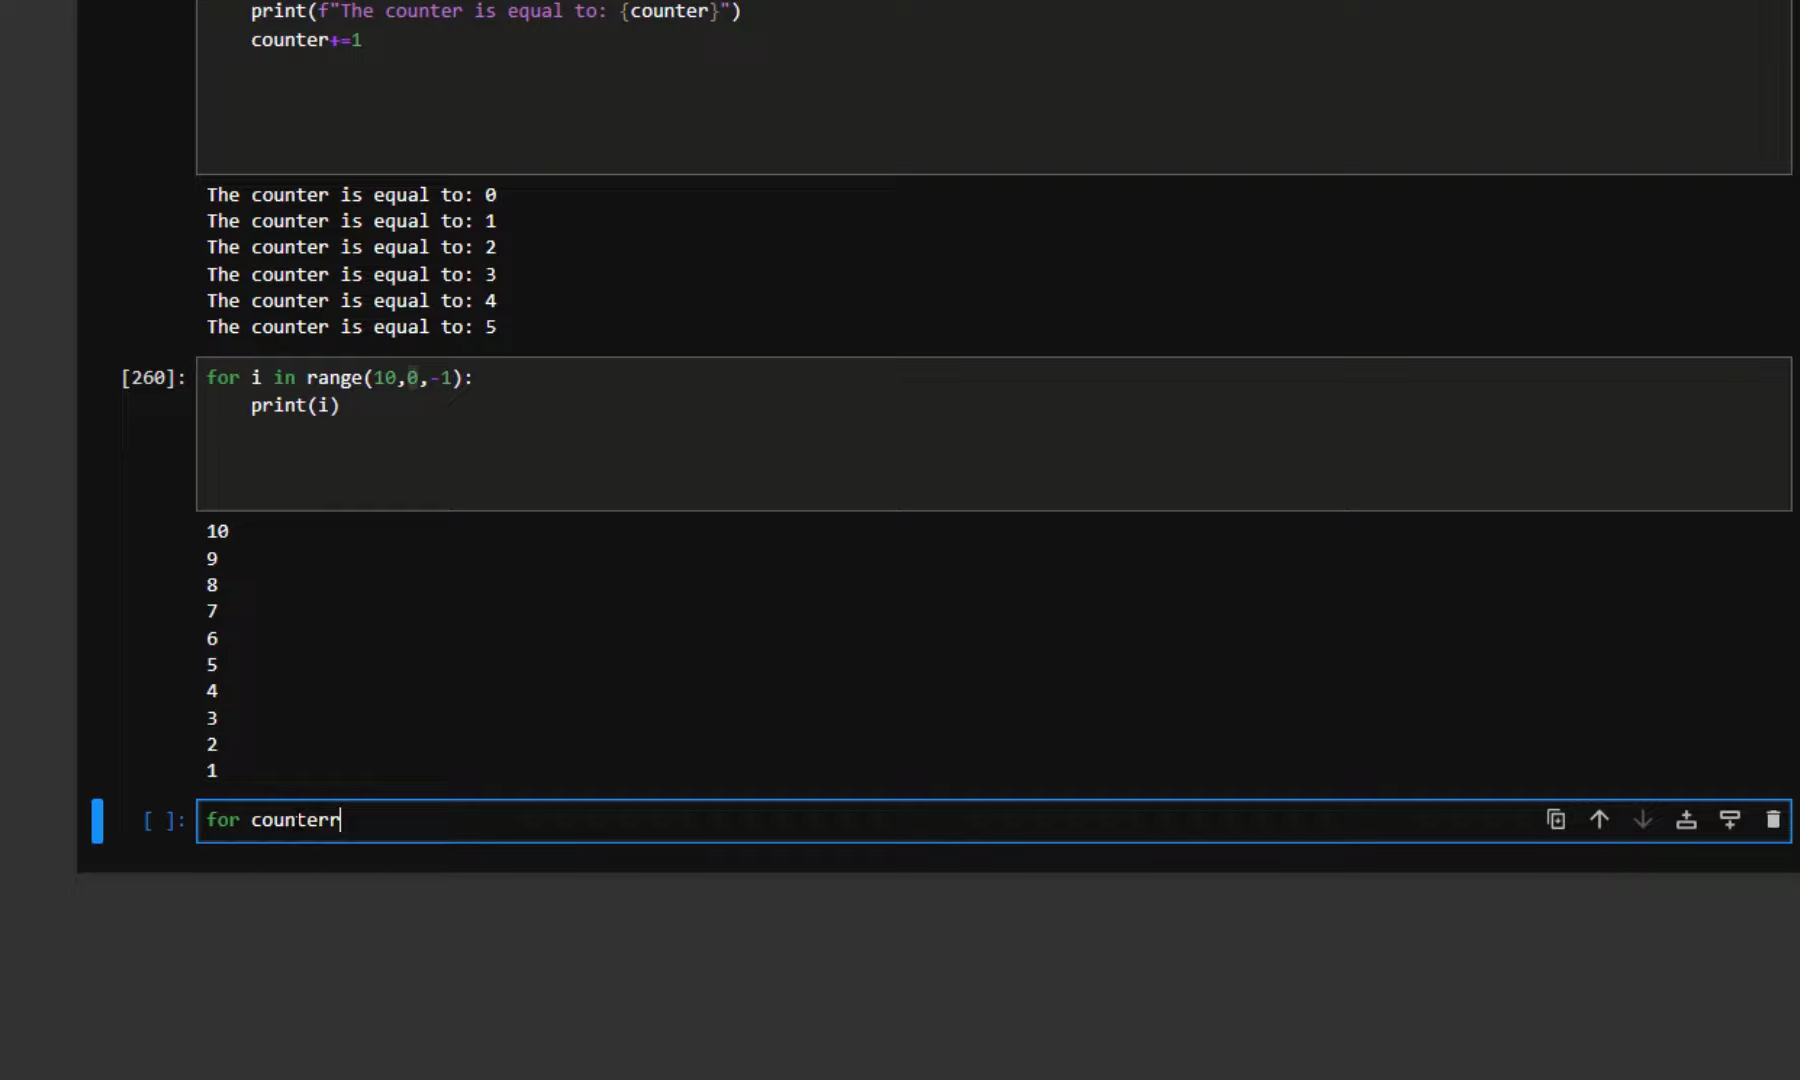 print(f"The counter is equal to: {counter}")
counter+=1
The counter is equal to: 0
The counter is equal to: 1
The counter is equal to: 2
The counter is equal to: 3
The counter is equal to: 4
The counter is equal to: 5
[260]: for i in range(10,0,-1):
print(i)
10
9
8
7
6
5
4
3
2
1
[ ]: for counterr